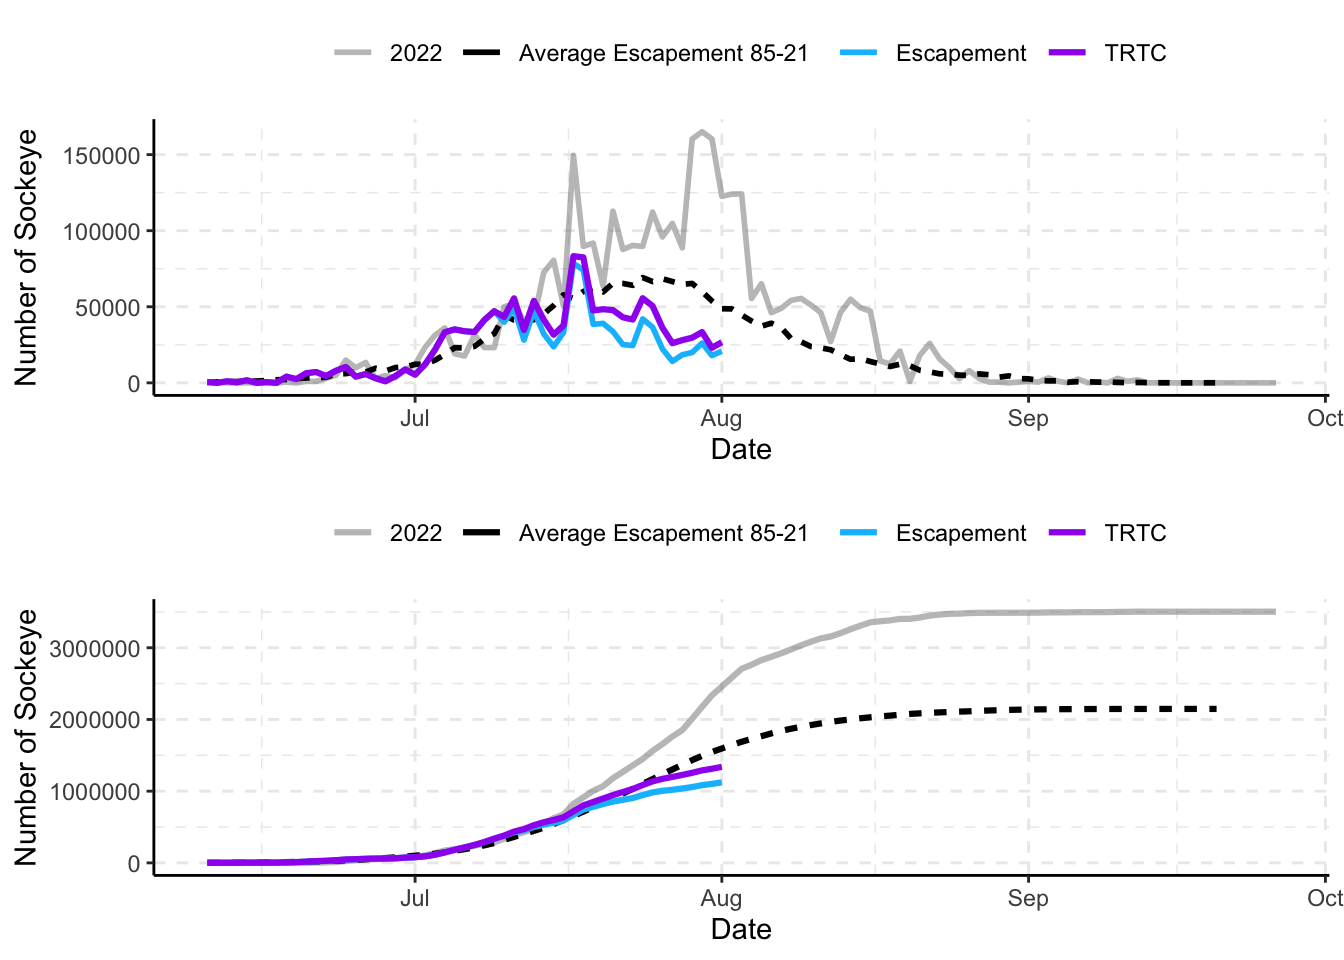 2022 Average Escapement 85-21 Escapement TRTC
Number of Sockeye
150000
100000
50000
0
Jul Aug Sep Oct
Date
2022 Average Escapement 85-21 Escapement TRTC
Number of Sockeye
3000000
2000000
1000000
0
Jul Aug Sep Oct
Date